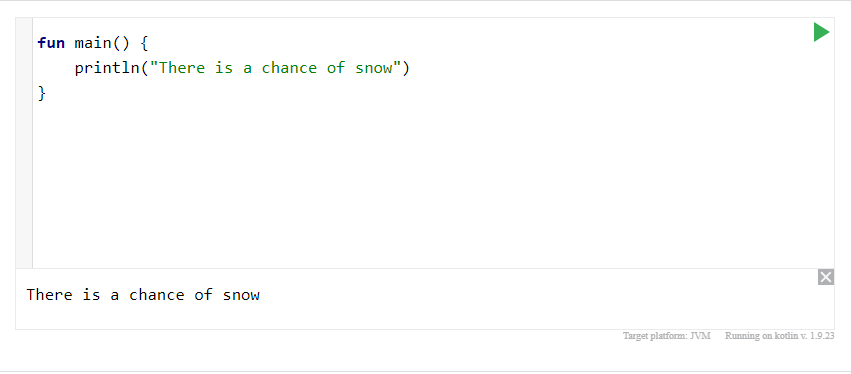 fun main() {
    println("There is a chance of snow")
}
There is a chance of snow
Target platform: JVM Running on kotlin v. 1.9.23